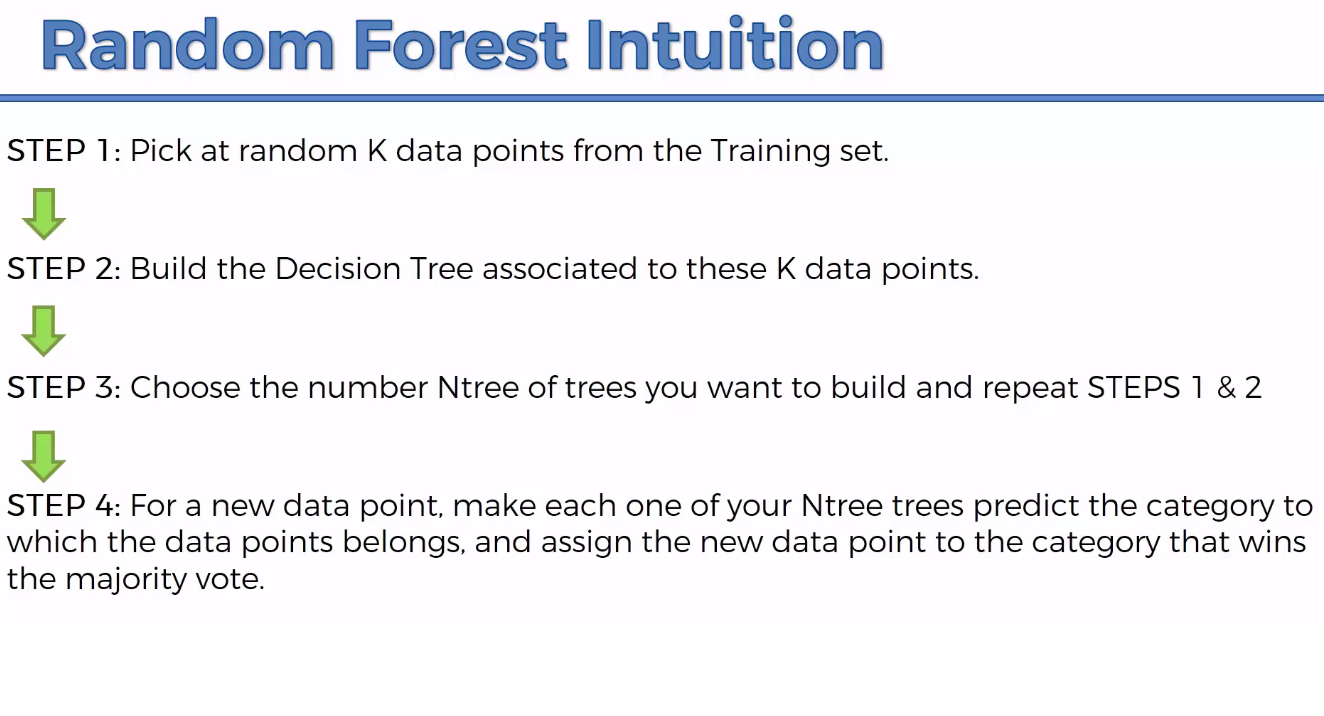 Random Forest Intuition
STEP 1: Pick at random K data points from the Training set.
STEP 2: Build the Decision Tree associated to these K data points.
STEP 3: Choose the number Ntree of trees you want to build and repeat STEPS 1 & 2
STEP 4: For a new data point, make each one of your Ntree trees predict the category to
which the data points belongs, and assign the new data point to the category that wins
the majority vote.